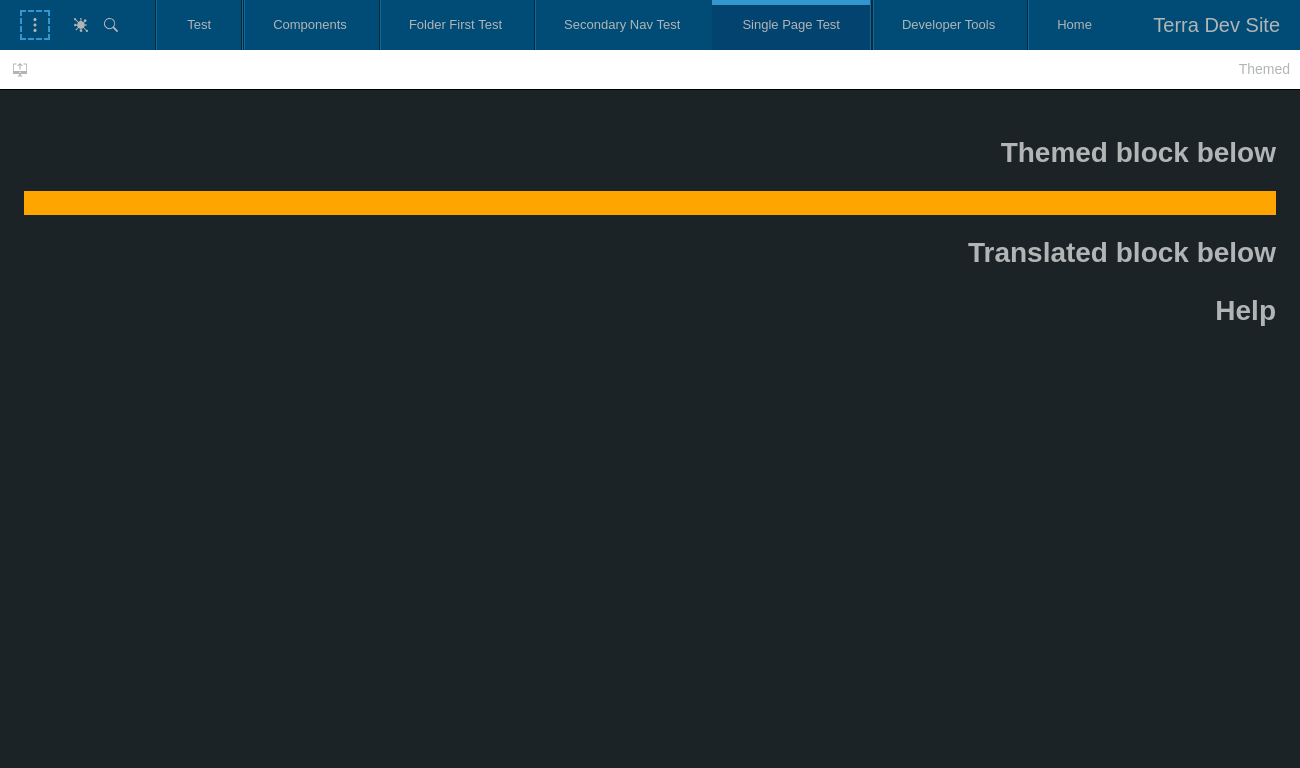 Terra Dev Site
Home
Developer Tools
Single Page Test
Secondary Nav Test
Folder First Test
Components
Test
Themed
Themed block below
Translated block below
Help